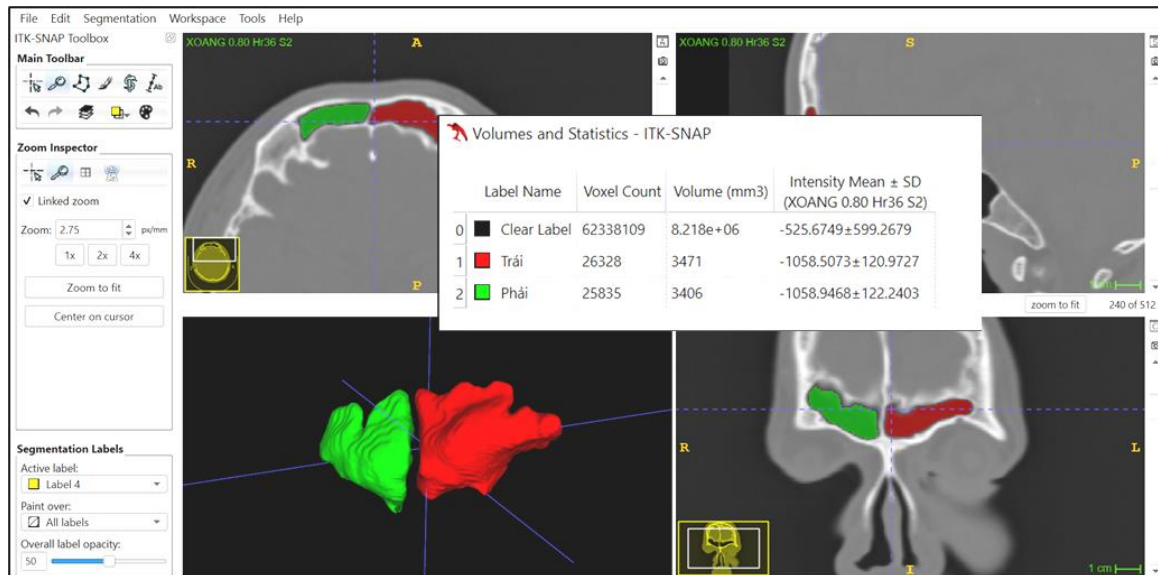 File Edit Segmentation Workspace Tools Help
ITK-SNAP Toolbox
Main Toolbar
Ab
Zoom Inspector
Linked zoom
Zoom: 2.75 px/mm
1x 2x 4x
Zoom to fit
Center on cursor
Segmentation Labels
Active label:
Label 4
Paint over:
All labels
Overall label opacity:
50
XOANG 0.80 Hr36 S2
A
R
P
XOANG 0.80 Hr36 S2
S
P
zoom to fit 240 of 512
Volumes and Statistics - ITK-SNAP
Label Name Voxel Count Volume (mm3) Intensity Mean ± SD
(XOANG 0.80 Hr36 S2)
0 Clear Label 62338109 8.218e+06 -525.6749±599.2679
1 Trái 26328 3471 -1058.5073±120.9727
2 Phải 25835 3406 -1058.9468±122.2403
R
L
I
1 cm